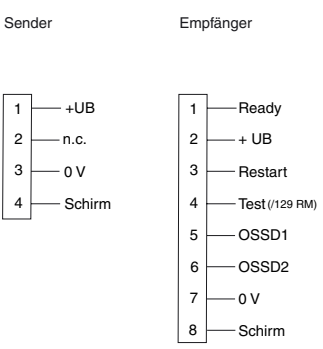 Sender
1 +UB
2 n.c.
3 0 V
4 Schirm
Empfänger
1 Ready
2 + UB
3 Restart
4 Test (/129 RM)
5 OSSD1
6 OSSD2
7 0 V
8 Schirm